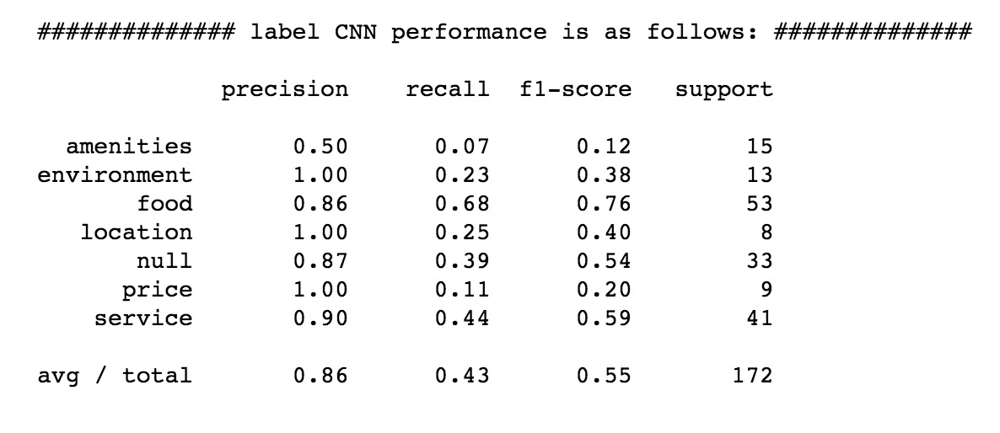 ############## label CNN performance is as follows: ##############
precision recall f1-score support
amenities 0.50 0.07 0.12 15
environment 1.00 0.23 0.38 13
food 0.86 0.68 0.76 53
location 1.00 0.25 0.40 8
null 0.87 0.39 0.54 33
price 1.00 0.11 0.20 9
service 0.90 0.44 0.59 41
avg / total 0.86 0.43 0.55 172